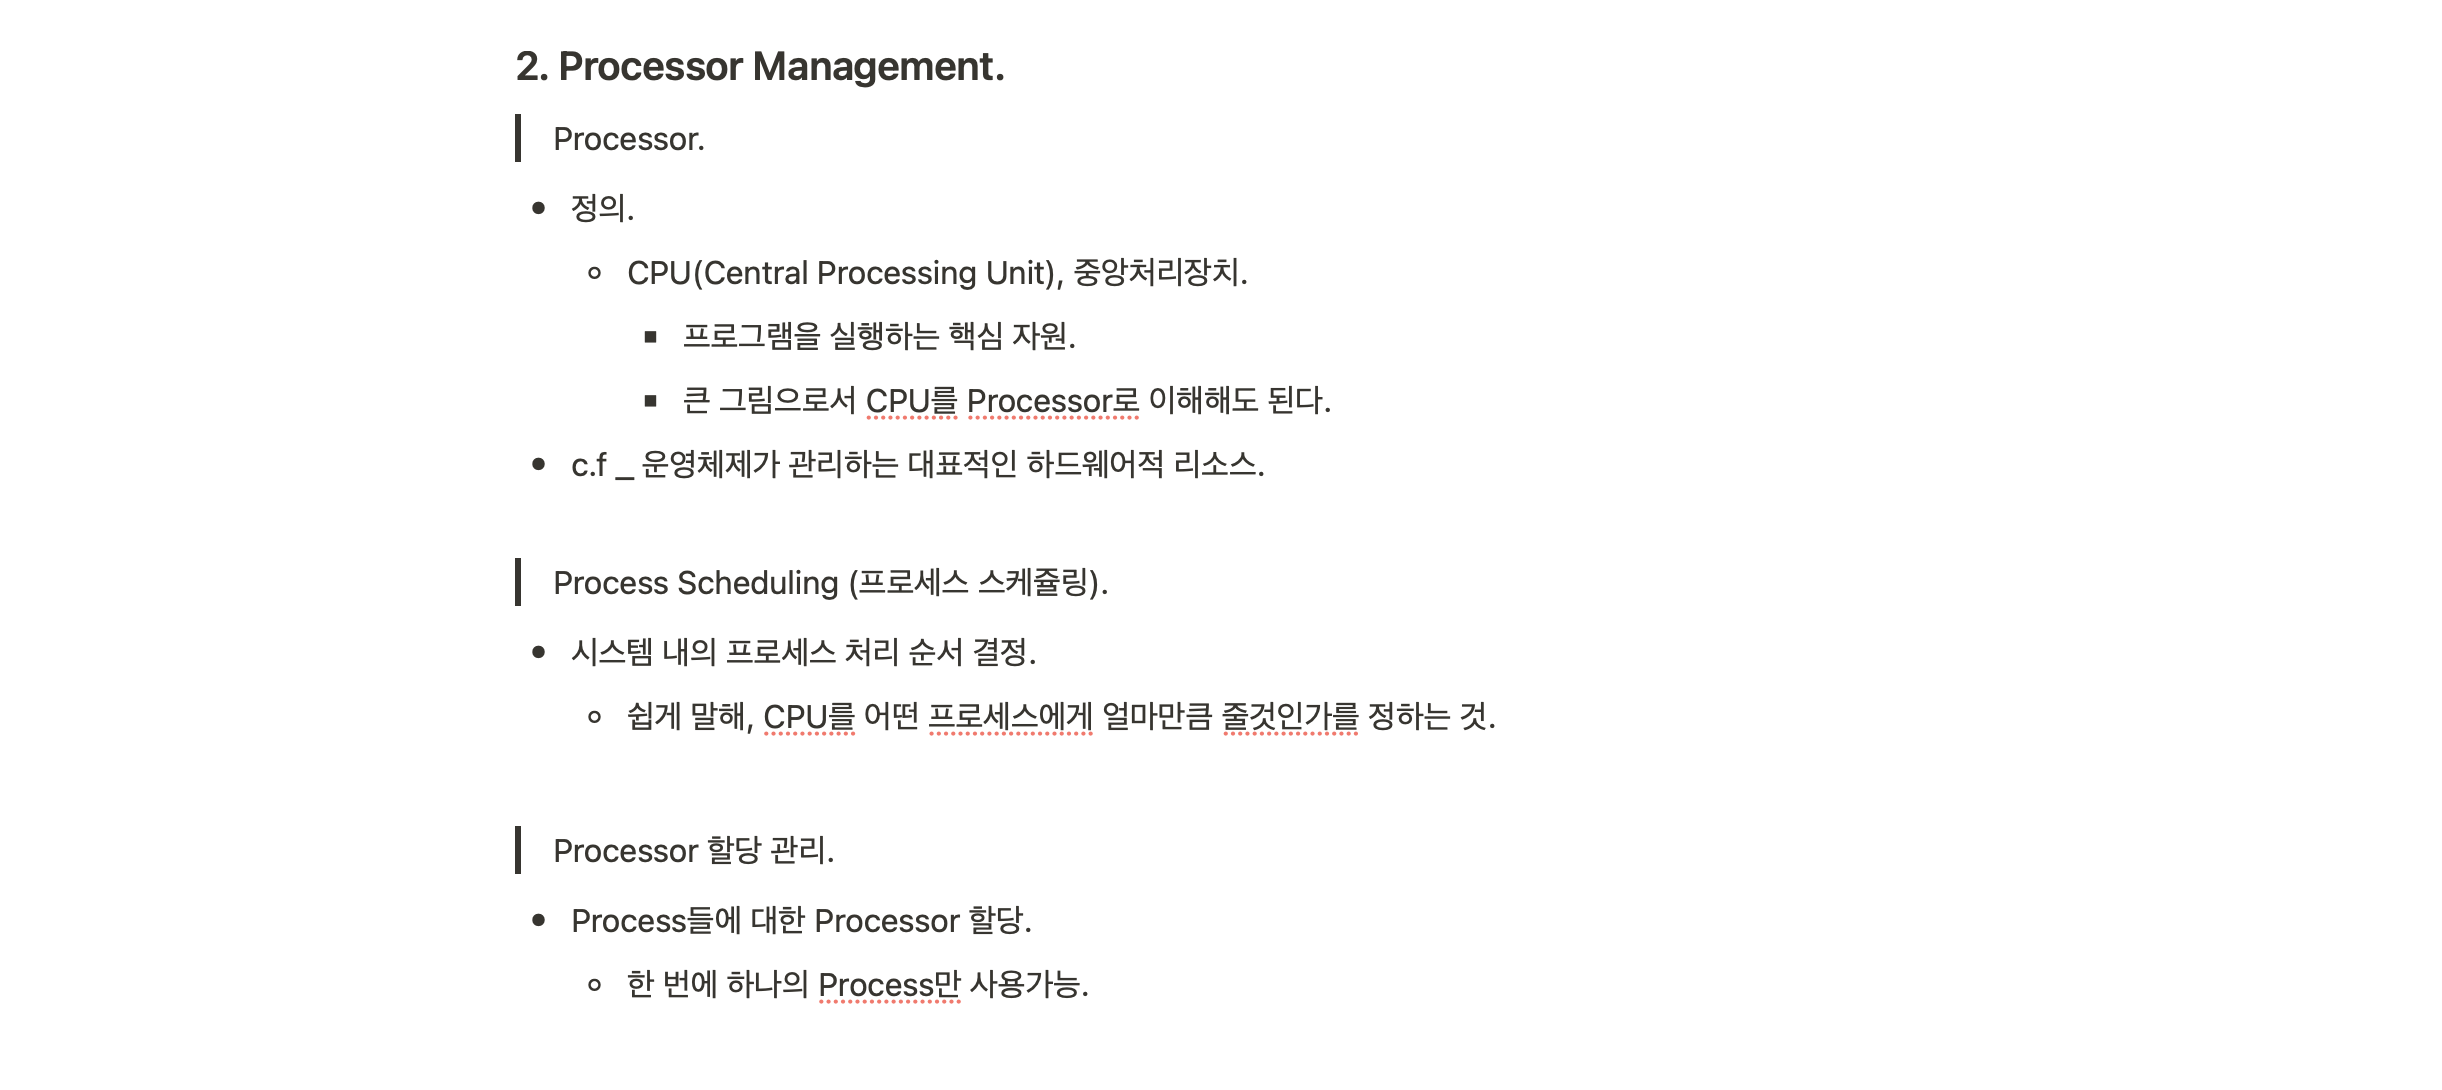 2. Processor Management.
Processor.
정의.
CPU(Central Processing Unit), 중앙처리장치.
프로그램을 실행하는 핵심 자원.
큰 그림으로서 CPU를 Processor로 이해해도 된다.
c.f _ 운영체제가 관리하는 대표적인 하드웨어적 리소스.
Process Scheduling (프로세스 스케쥴링).
시스템 내의 프로세스 처리 순서 결정.
쉽게 말해, CPU를 어떤 프로세스에게 얼마만큼 줄것인가를 정하는 것.
Processor 할당 관리.
Process들에 대한 Processor 할당.
한 번에 하나의 Process만 사용가능.